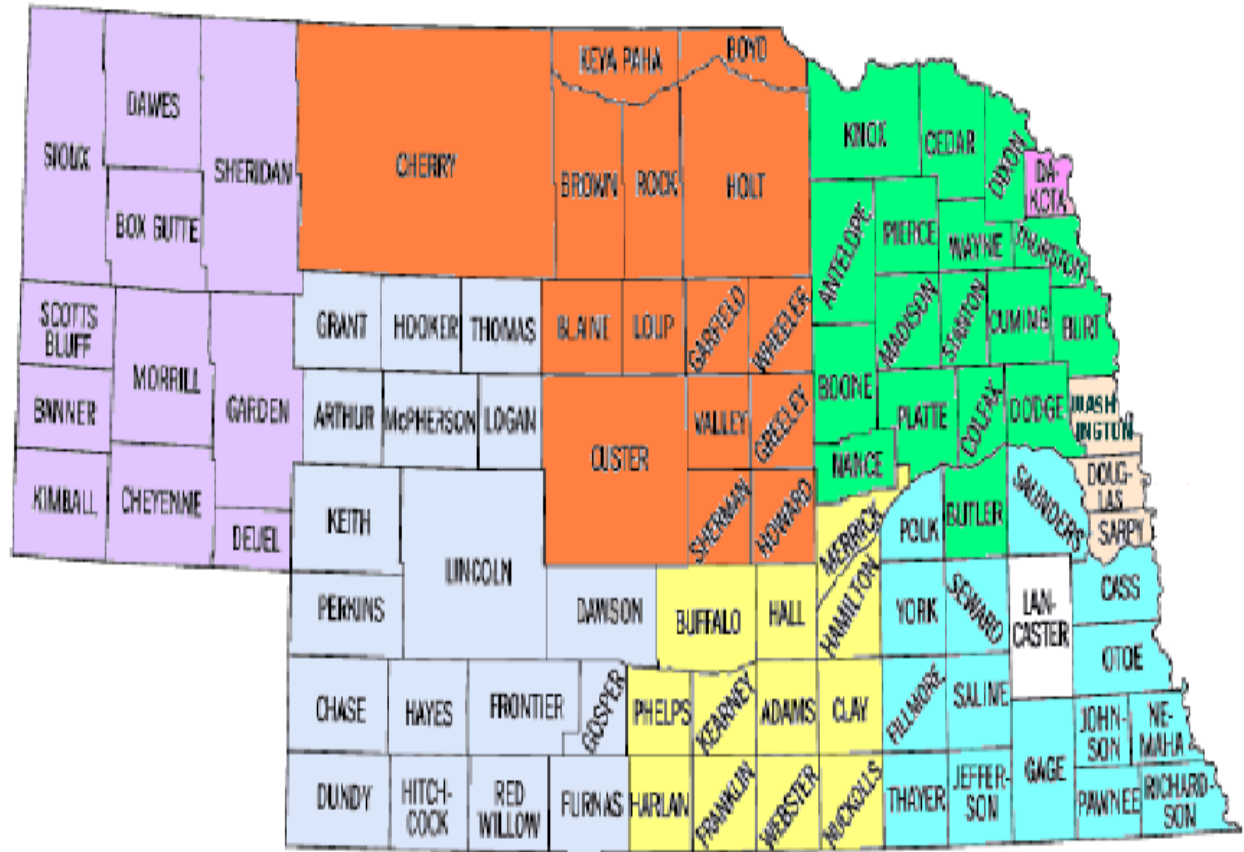 KEYA PAHA
BOYD
DAWES
SIOUX
SHERIDAN
CHERRY
BROWN
ROCK
HOLT
KNOX
CEDAR
DIXON
DA-
KOTA
BOX BUTTE
ANTELOPE
PIERCE
WAYNE
THURSTON
SCOTTS
BLUFF
MORRILL
GARDEN
GRANT
HOOKER
THOMAS
BLAINE
LOUP
GARFIELD
WHEELER
MADISON
STANTON
CUMING
BURT
BANNER
ARTHUR
McPHERSON
LOGAN
CUSTER
VALLEY
GREELEY
BOONE
PLATTE
COLFAX
DODGE
WASH
INGTON
KIMBALL
CHEYENNE
DEUEL
KEITH
LINCOLN
SHERMAN
HOWARD
NANCE
MERRICK
POLK
BUTLER
SAUNDERS
DOUG-
LAS
SARPY
PERKINS
DAWSON
BUFFALO
HALL
HAMILTON
YORK
SEWARD
LAN-
CASTER
CASS
OTOE
CHASE
HAYES
FRONTIER
GOSPER
PHELPS
KEARNEY
ADAMS
CLAY
FILLMORE
SALINE
GAGE
JOHN-
SON
NE-
MAHA
DUNDY
HITCH-
COCK
RED
WILLOW
FURNAS
HARLAN
FRANKLIN
WEBSTER
NUCKOLLS
THAYER
JEFFER-
SON
PAWNEE
RICHARD-
SON